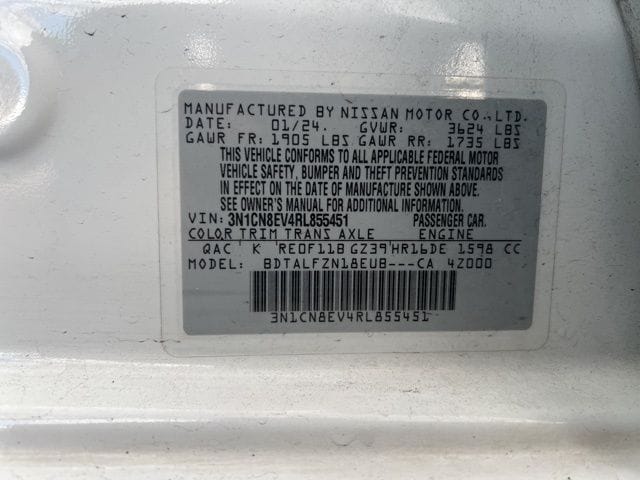 MANUFACTURED BY NISSAN MOTOR CO.,LTD.
DATE: 01/24. GVWR: 3624 LBS
GAWR FR: 1905 LBS GAWR RR: 1735 LBS
THIS VEHICLE CONFORMS TO ALL APPLICABLE FEDERAL MOTOR
VEHICLE SAFETY, BUMPER AND THEFT PREVENTION STANDARDS
IN EFFECT ON THE DATE OF MANUFACTURE SHOWN ABOVE.
SEE OWNER'S MANUAL FOR ADDITIONAL INFORMATION.
VIN: 3N1CN8EV4RL855451 PASSENGER CAR.
COLOR TRIM TRANS AXLE ENGINE
QAC K RE0F11B GZ39 HR16DE 1598 CC
MODEL: BDTALFZN18EUB---CA 4Z000
3N1CN8EV4RL855451